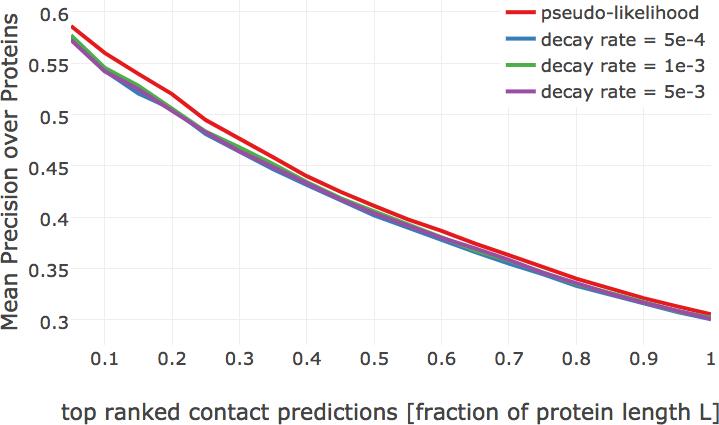 Mean Precision over Proteins
0.6
0.55
0.5
0.45
0.4
0.35
0.3
pseudo-likelihood
decay rate = 5e-4
decay rate = 1e-3
decay rate = 5e-3
0.1 0.2 0.3 0.4 0.5 0.6 0.7 0.8 0.9 1
top ranked contact predictions [fraction of protein length L]